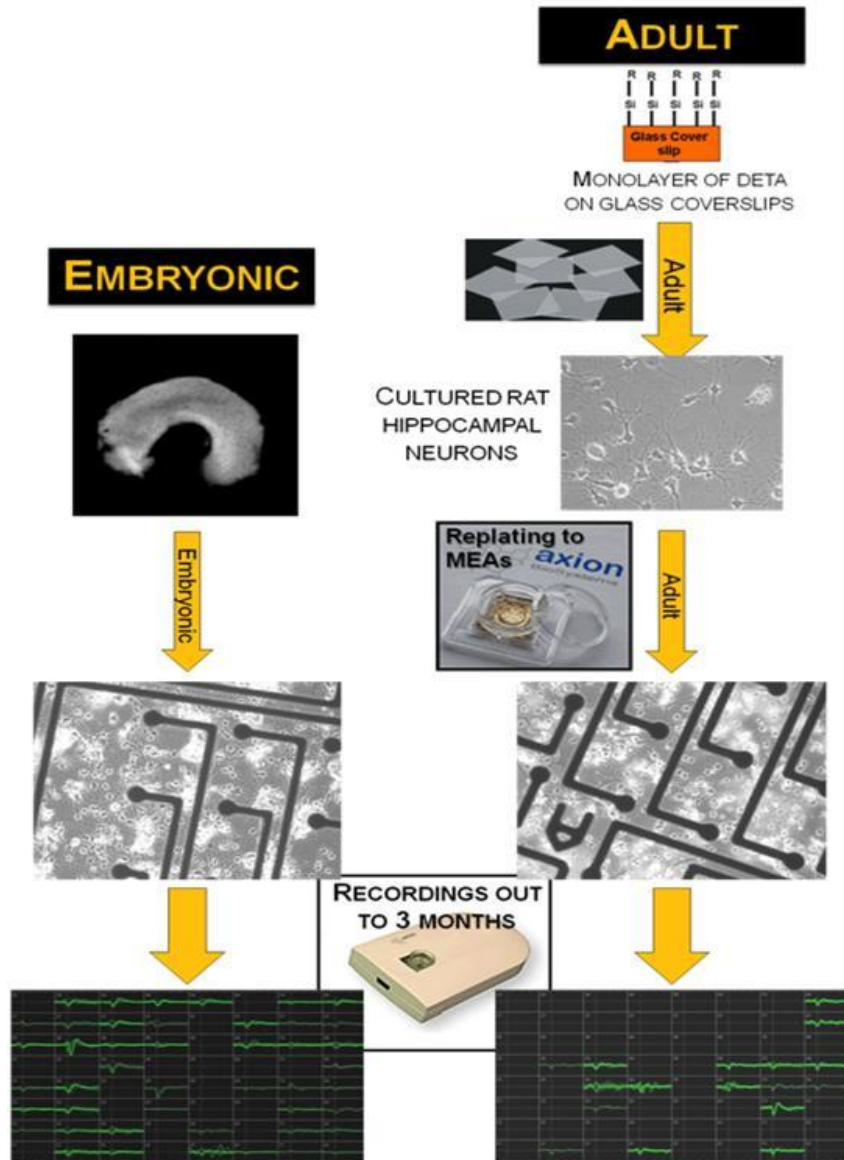 ADULT
R R R R R
Si Si Si Si Si
Glass Cover
slip
MONOLAYER OF DETA
ON GLASS COVERSLIPS
Adult
EMBRYONIC
CULTURED RAT
HIPPOCAMPAL
NEURONS
Embryonic
Replating to
MEAs
axion
BioSystems
Adult
RECORDINGS OUT
TO 3 MONTHS